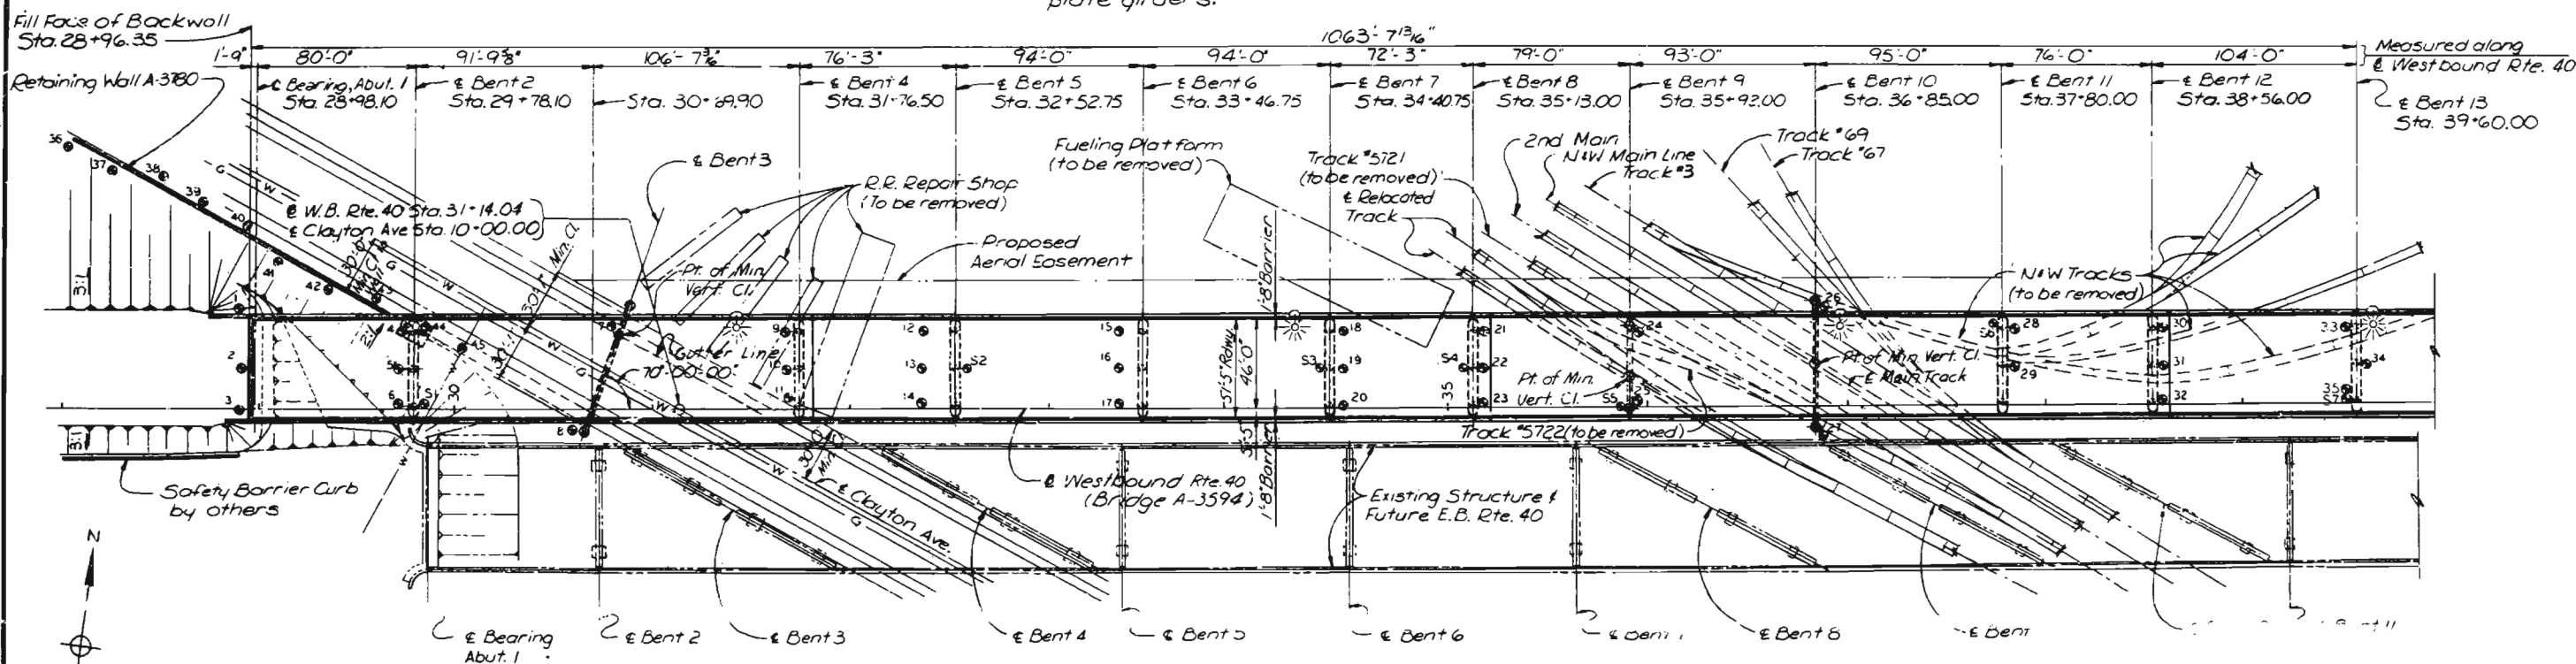 plate girders.
Fill Face of Backwall
Sta. 28+96.35
1063'-7 13/16"
1'-9"
80'-0"
91'-9 5/8"
76'-3"
94'-0"
94'-0"
72'-3"
79'-0"
93'-0"
95'-0"
76'-0"
104'-0"
Measured along
℄ Westbound Rte. 40
Retaining Wall A-3780
℄ Bearing, Abut. 1
Sta. 28+98.10
℄ Bent 2
Sta. 29+78.10
Sta. 30+69.90
℄ Bent 4
Sta. 31+76.50
℄ Bent 5
Sta. 32+52.75
℄ Bent 6
Sta. 33+46.75
℄ Bent 7
Sta. 34+40.75
℄ Bent 8
Sta. 35+13.00
℄ Bent 9
Sta. 35+92.00
℄ Bent 10
Sta. 36+85.00
℄ Bent 11
Sta. 37+80.00
℄ Bent 12
Sta. 38+56.00
℄ Bent 13
Sta. 39+60.00
℄ Bent 3
Fueling Platform
(to be removed)
Track #5721
(to be removed)
℄ Relocated
Track
2nd Main
N&W Main Line
Track #3
Track #69
Track #67
℄ W.B. Rte. 40 Sta. 31+14.04
℄ Clayton Ave Sta. 10+00.00
R.R. Repair Shop
(To be removed)
Proposed
Aerial Easement
Pt. of Min.
Vert. Cl.
Gutter Line
70°-00'-00"
3:1
1'-8" Barrier
51'-5" Rdwy.
46'-0"
5'-5"
1'-8" Barrier
N&W Tracks
(to be removed)
Pt. of Min. Vert. Cl.
℄ Main Track
Pt. of Min.
Vert. Cl.
Track #5722 (to be removed)
3:1
Safety Barrier Curb
by others
℄ Westbound Rte. 40
(Bridge A-3594)
Existing Structure &
Future E.B. Rte. 40
℄ Clayton Ave.
N
℄ Bearing
Abut. 1
℄ Bent 2
℄ Bent 3
℄ Bent 4
℄ Bent 5
℄ Bent 6
℄ Bent 8
℄ Bent